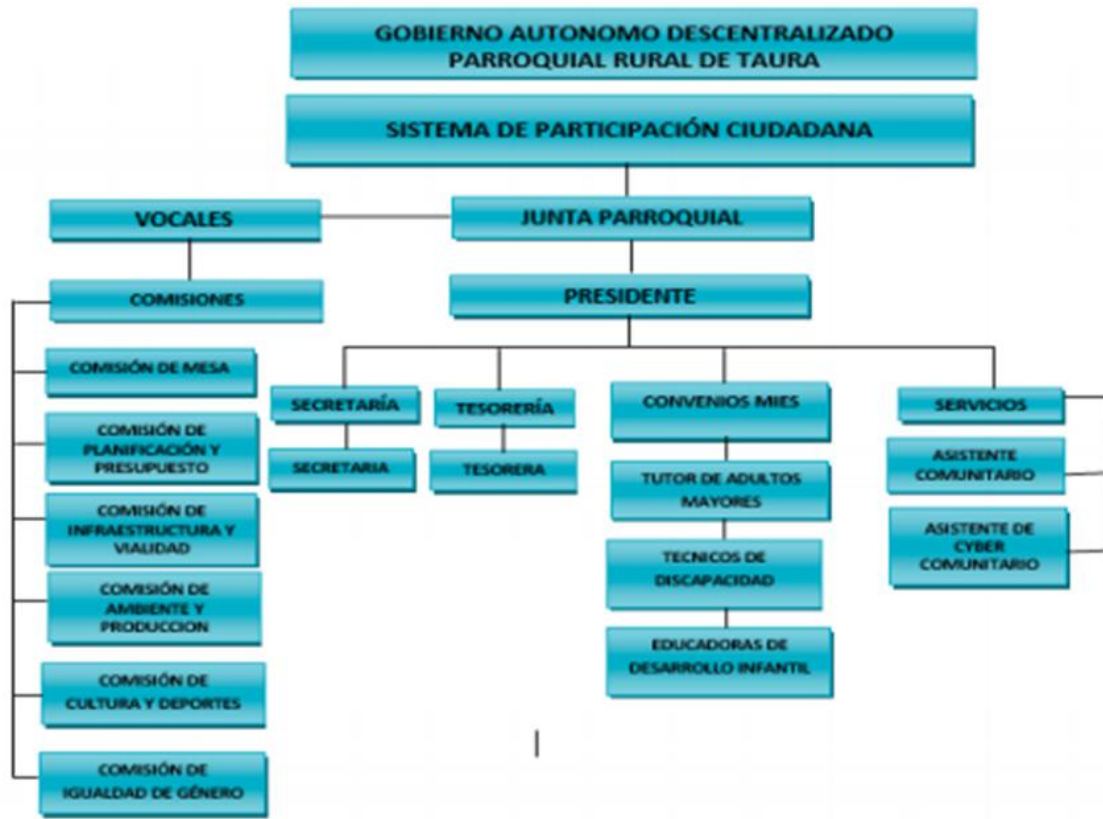 GOBIERNO AUTONOMO DESCENTRALIZADO
PARROQUIAL RURAL DE TAURA
SISTEMA DE PARTICIPACIÓN CIUDADANA
VOCALES
JUNTA PARROQUIAL
COMISIONES
PRESIDENTE
COMISIÓN DE MESA
COMISIÓN DE
PLANIFICACIÓN Y
PRESUPUESTO
COMISIÓN DE
INFRAESTRUCTURA Y
VIALIDAD
COMISIÓN DE
AMBIENTE Y
PRODUCCION
COMISIÓN DE
CULTURA Y DEPORTES
COMISIÓN DE
IGUALDAD DE GÉNERO
SECRETARÍA
SECRETARIA
TESORERÍA
TESORERA
CONVENIOS MIES
TUTOR DE ADULTOS
MAYORES
TECNICOS DE
DISCAPACIDAD
EDUCADORAS DE
DESARROLLO INFANTIL
SERVICIOS
ASISTENTE
COMUNITARIO
ASISTENTE DE
CYBER
COMUNITARIO